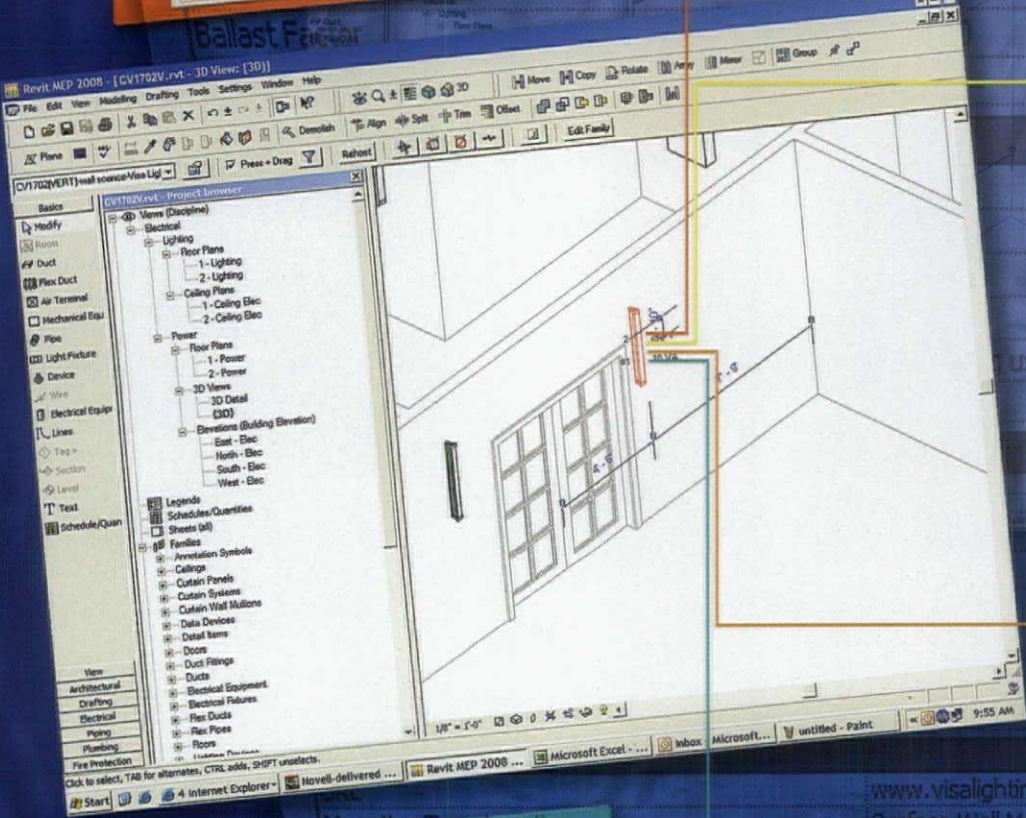 Ballast Factor
Revit MEP 2008 - [CV1702V.rvt - 3D View: {3D}]
File Edit View Modeling Drafting Tools Settings Window Help
3D Move Copy Rotate Array Mirror Group
Demolish Align Split Trim Offset
Plane Press + Drag Rehost Edit Family
CV1702V.rvt - Project browser
Basics
Modify
Room
Duct
Flex Duct
Air Terminal
Mechanical Equ
Pipe
Light Fixture
Device
Wire
Electrical Equip
Lines
Tag
Section
Level
Text
Schedule/Quan
View
Architectural
Drafting
Electrical
Piping
Plumbing
Fire Protection
Views (Discipline)
Electrical
Lighting
Floor Plans
1 - Lighting
2 - Lighting
Ceiling Plans
1 - Ceiling Elec
2 - Ceiling Elec
Power
Floor Plans
1 - Power
2 - Power
3D Views
3D Detail
{3D}
Elevations (Building Elevation)
East - Elec
North - Elec
South - Elec
West - Elec
Legends
Schedules/Quantities
Sheets (all)
Families
Annotation Symbols
Ceilings
Curtain Panels
Curtain Systems
Curtain Wall Mullions
Data Devices
Detail Items
Doors
Duct Fittings
Ducts
Electrical Equipment
Electrical Fixtures
Flex Ducts
Flex Pipes
Floors
Lighting Devices
1/8" = 1'-0"
Click to select, TAB for alternates, CTRL adds, SHIFT unselects.
Start 4 Internet Explorer Novell-delivered ... Revit MEP 2008 ... Microsoft Excel - ... Inbox - Microsoft... untitled - Paint 9:55 AM
www.visalightin